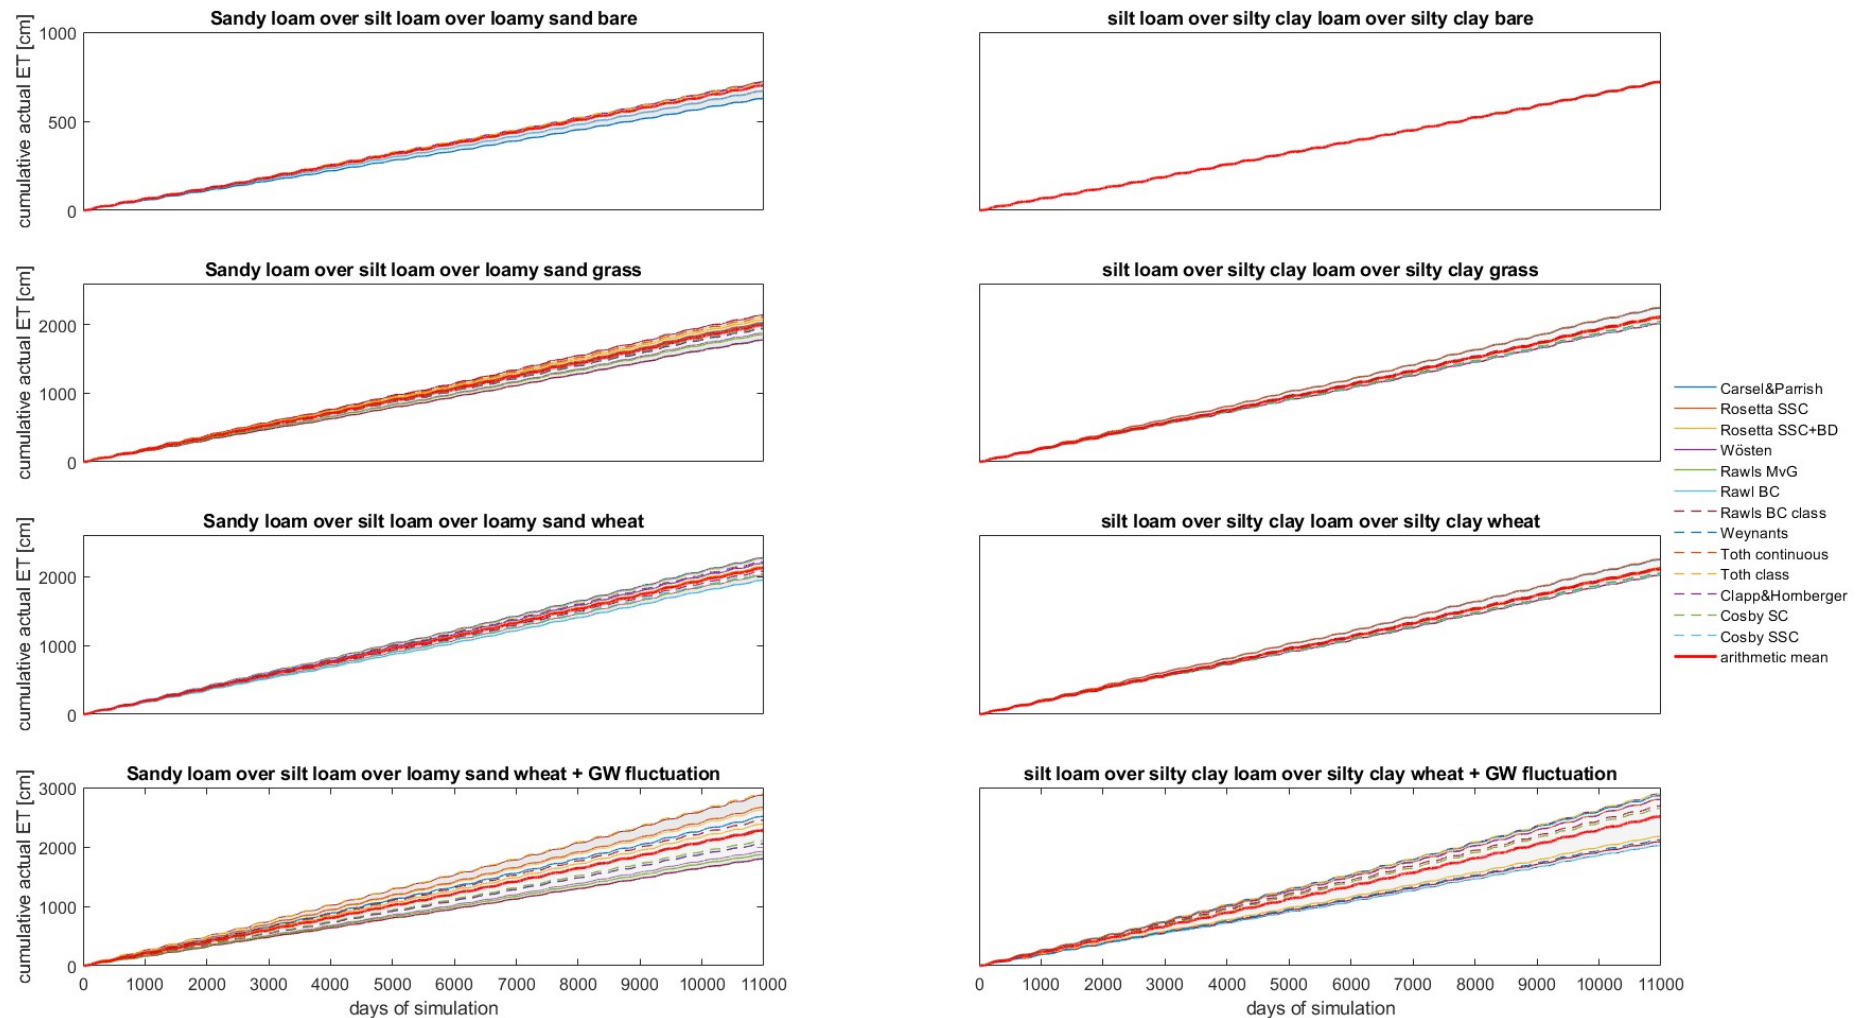 Sandy loam over silt loam over loamy sand bare
silt loam over silty clay loam over silty clay bare
cumulative actual ET [cm]
1000
500
0
Sandy loam over silt loam over loamy sand grass
silt loam over silty clay loam over silty clay grass
cumulative actual ET [cm]
2000
1000
0
Sandy loam over silt loam over loamy sand wheat
silt loam over silty clay loam over silty clay wheat
cumulative actual ET [cm]
2000
1000
0
Sandy loam over silt loam over loamy sand wheat + GW fluctuation
silt loam over silty clay loam over silty clay wheat + GW fluctuation
cumulative actual ET [cm]
3000
2000
1000
0
0 1000 2000 3000 4000 5000 6000 7000 8000 9000 10000 11000
days of simulation
0 1000 2000 3000 4000 5000 6000 7000 8000 9000 10000 11000
days of simulation
Carsel&Parrish
Rosetta SSC
Rosetta SSC+BD
Wösten
Rawls MvG
Rawl BC
Rawls BC class
Weynants
Toth continuous
Toth class
Clapp&Hornberger
Cosby SC
Cosby SSC
arithmetic mean